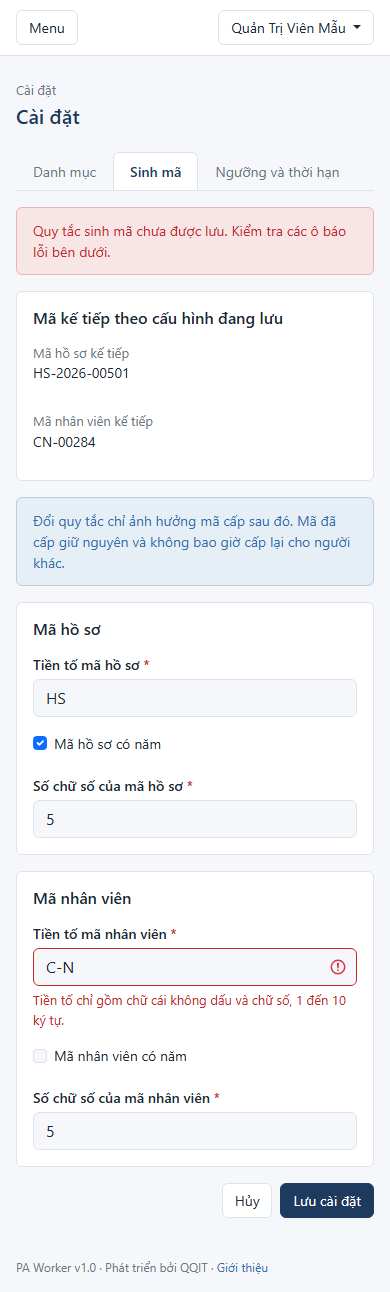 Menu
Quản Trị Viên Mẫu
Cài đặt
Cài đặt
Danh mục
Sinh mã
Ngưỡng và thời hạn
Quy tắc sinh mã chưa được lưu. Kiểm tra các ô báo
lỗi bên dưới.
Mã kế tiếp theo cấu hình đang lưu
Mã hồ sơ kế tiếp
HS-2026-00501
Mã nhân viên kế tiếp
CN-00284
Đổi quy tắc chỉ ảnh hưởng mã cấp sau đó. Mã đã
cấp giữ nguyên và không bao giờ cấp lại cho người
khác.
Mã hồ sơ
Tiền tố mã hồ sơ *
HS
Mã hồ sơ có năm
Số chữ số của mã hồ sơ *
5
Mã nhân viên
Tiền tố mã nhân viên *
C-N
Tiền tố chỉ gồm chữ cái không dấu và chữ số, 1 đến 10
ký tự.
Mã nhân viên có năm
Số chữ số của mã nhân viên *
5
Hủy
Lưu cài đặt
PA Worker v1.0 · Phát triển bởi QQIT · Giới thiệu